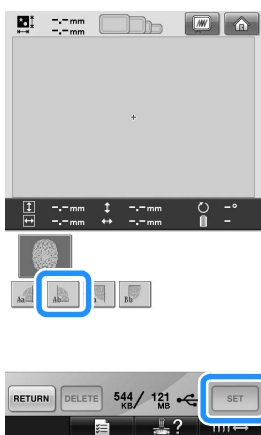 -.- mm
-.- mm
-.- mm -.- mm -°
-.- mm -.- mm -
Aa Ab Bb
RETURN DELETE 544 KB / 121 MB SET
?